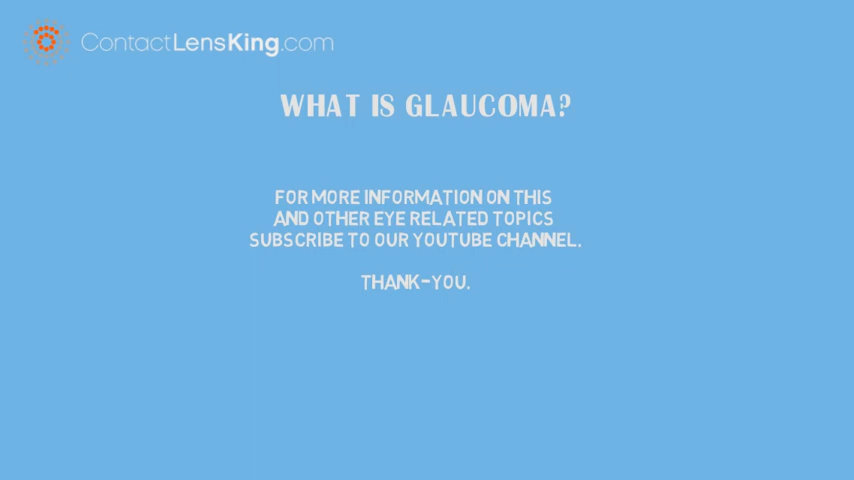 ContactLensKing.com
WHAT IS GLAUCOMA?
FOR MORE INFORMATION ON THIS
AND OTHER EYE RELATED TOPICS
SUBSCRIBE TO OUR YOUTUBE CHANNEL.
THANK-YOU.